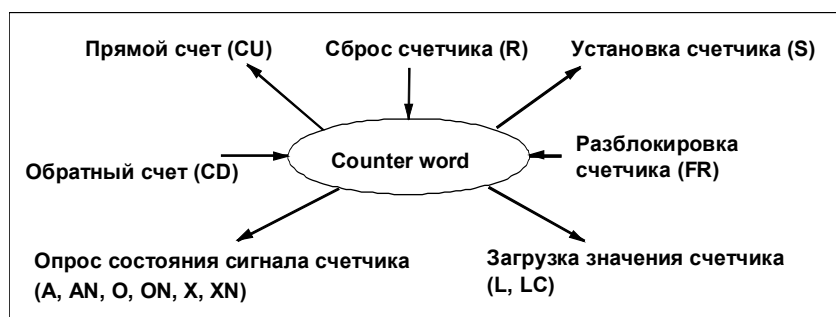 Прямой счет (CU)
Сброс счетчика (R)
Установка счетчика (S)
Обратный счет (CD)
Counter word
Разблокировка
счетчика (FR)
Опрос состояния сигнала счетчика
(A, AN, O, ON, X, XN)
Загрузка значения счетчика
(L, LC)